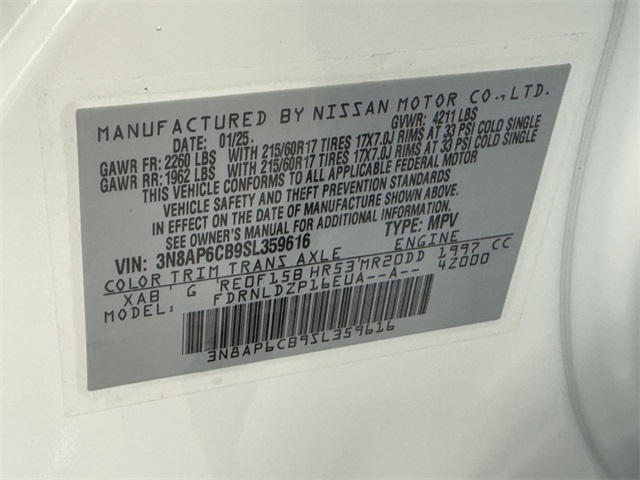 MANUFACTURED BY NISSAN MOTOR CO., LTD.
DATE: 01/25. GVWR: 4211 LBS
GAWR FR: 2260 LBS WITH 215/60R17 TIRES 17X7.0J RIMS AT 33 PSI COLD SINGLE
GAWR RR: 1962 LBS WITH 215/60R17 TIRES 17X7.0J RIMS AT 33 PSI COLD SINGLE
THIS VEHICLE CONFORMS TO ALL APPLICABLE FEDERAL MOTOR
VEHICLE SAFETY AND THEFT PREVENTION STANDARDS
IN EFFECT ON THE DATE OF MANUFACTURE SHOWN ABOVE.
SEE OWNER'S MANUAL FOR ADDITIONAL INFORMATION.
VIN: 3N8AP6CB9SL359616 TYPE: MPV
COLOR TRIM TRANS AXLE ENGINE
XAB' G RE0F15B HR53 MR20DD 1997 CC
MODEL: FDRNLDZP16EUA--A-- 4Z000
3N8AP6CB9SL359616